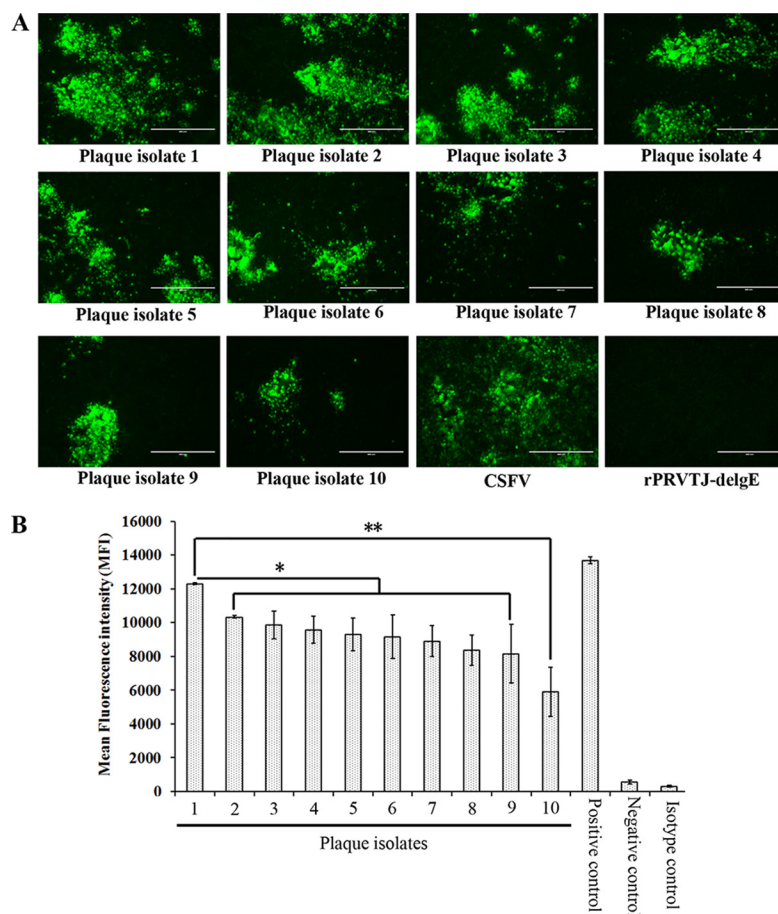 A
Plaque isolate 1 Plaque isolate 2 Plaque isolate 3 Plaque isolate 4
Plaque isolate 5 Plaque isolate 6 Plaque isolate 7 Plaque isolate 8
Plaque isolate 9 Plaque isolate 10 CSFV rPRVTJ-delgE
B
Mean Fluorescence intensity (MFI)
16000
14000
12000
10000
8000
6000
4000
2000
0
**
*
1 2 3 4 5 6 7 8 9 10
Plaque isolates
Positive control
Negative control
Isotype control